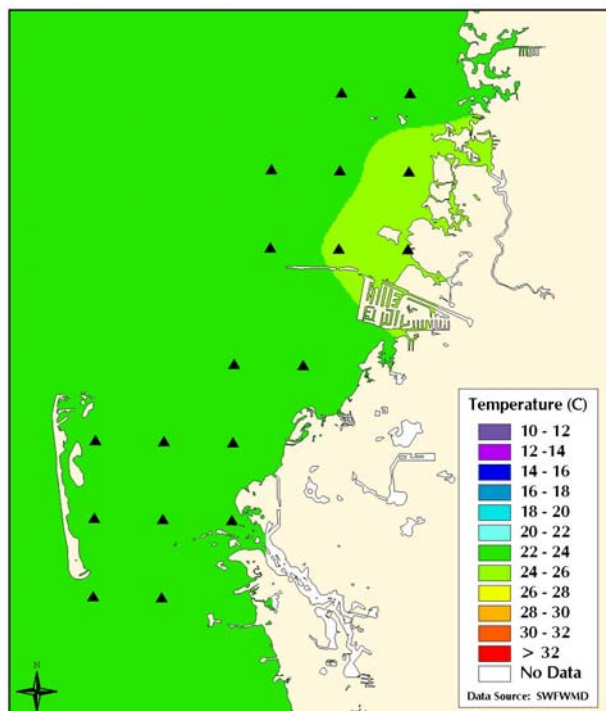 Temperature (C)
10 - 12
12 -14
14 - 16
16 - 18
18 - 20
20 - 22
22 - 24
24 - 26
26 - 28
28 - 30
30 - 32
> 32
No Data
Data Source: SWFWMD
N